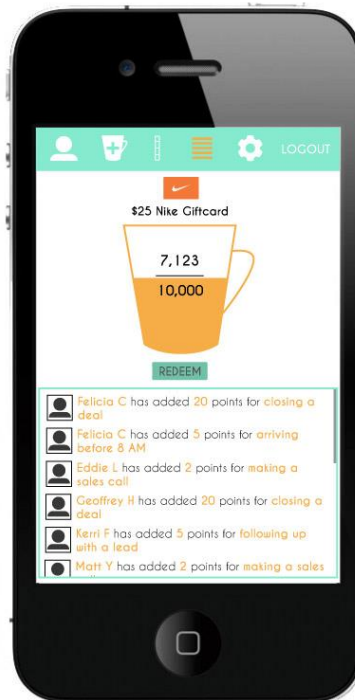 LOGOUT
$25 Nike Giftcard
7,123
10,000
REDEEM
Felicia C has added 20 points for closing a
deal
Felicia C has added 5 points for arriving
before 8 AM
Eddie L has added 2 points for making a
sales call
Geoffrey H has added 20 points for closing a
deal
Kerri F has added 5 points for following up
with a lead
Matt Y has added 2 points for making a sales